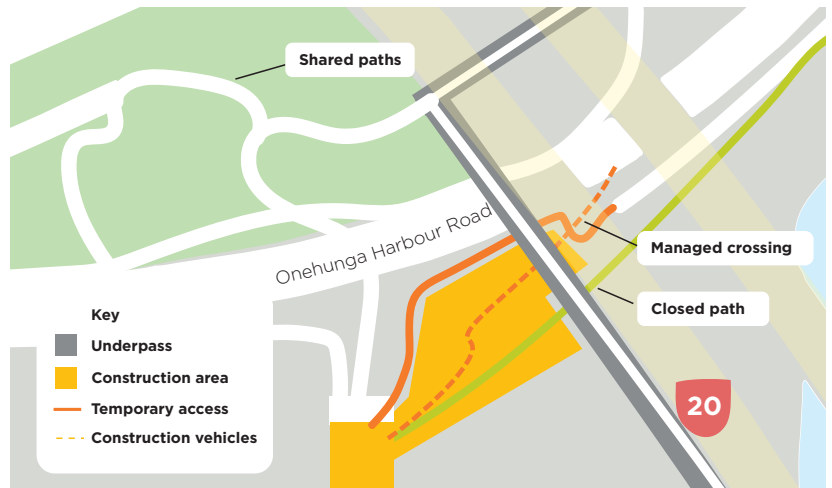 Shared paths
Onehunga Harbour Road
Managed crossing
Closed path
Key
Underpass
Construction area
Temporary access
Construction vehicles
20